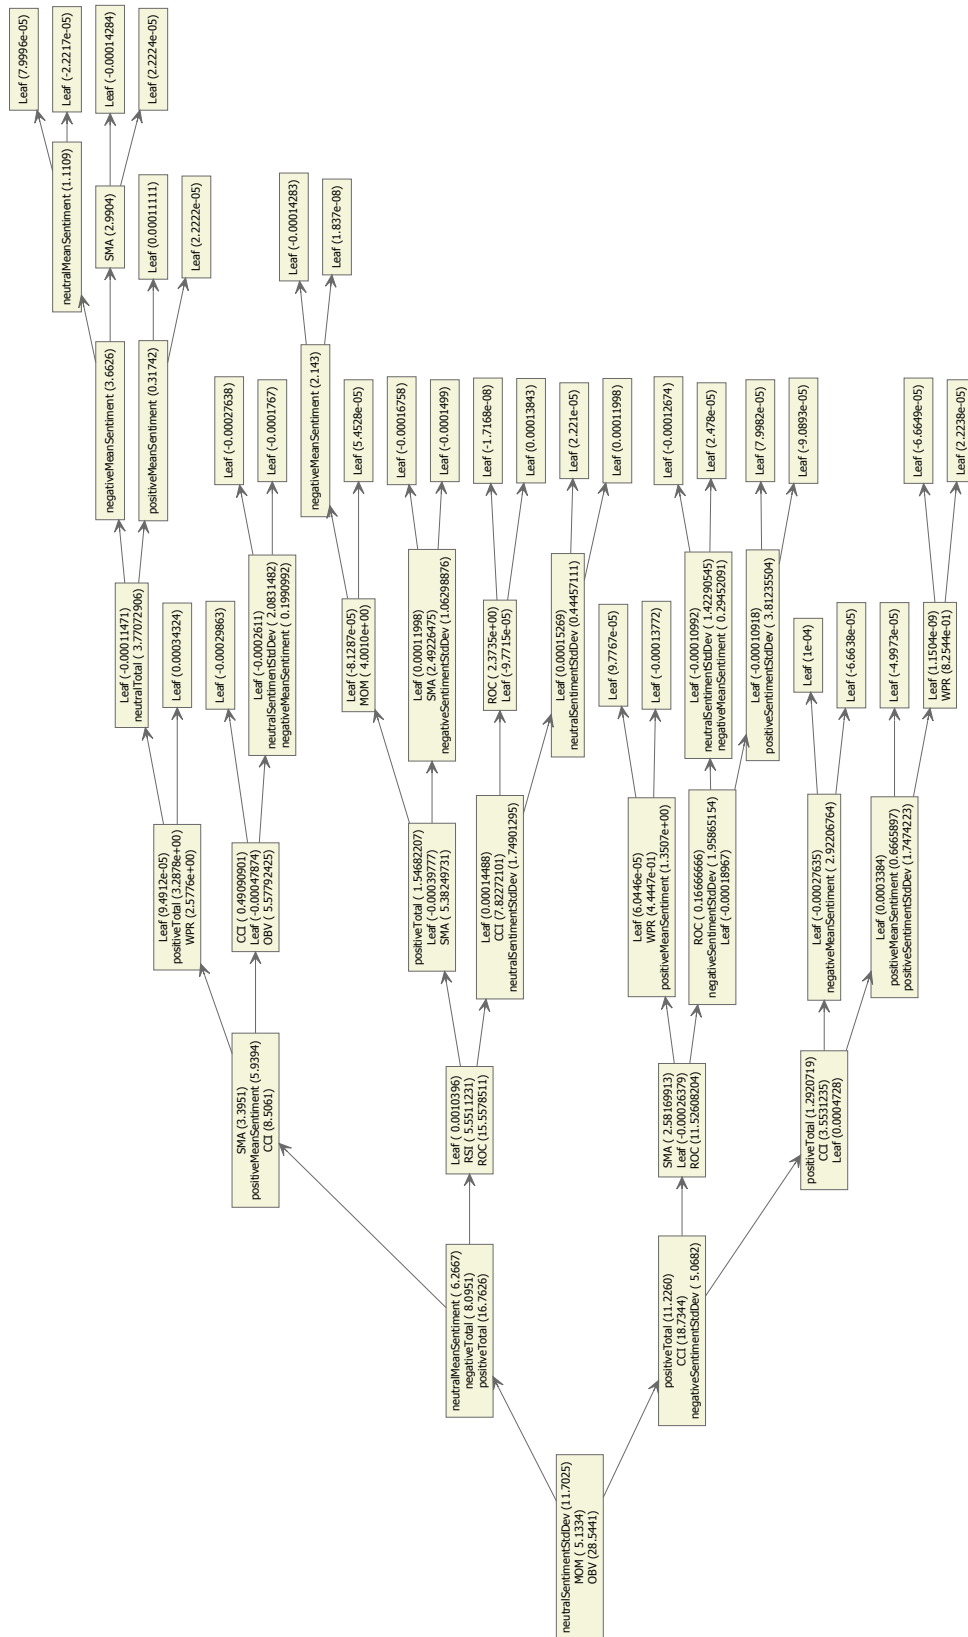 neutralSentimentStdDev (11.7025)
MOM ( 5.1334)
OBV (28.5441)
neutralMeanSentiment ( 6.2667)
negativeTotal ( 8.0951)
positiveTotal (16.7626)
positiveTotal (11.2260)
CCI (18.7344)
negativeSentimentStdDev ( 5.0682)
SMA (3.3951)
positiveMeanSentiment (5.9394)
CCI (8.5061)
Leaf ( 0.0010396)
RSI ( 5.5511231)
ROC (15.5578511)
SMA ( 2.58169913)
Leaf (-0.00026379)
ROC (11.52608204)
positiveTotal (1.2920719)
CCI (3.5531235)
Leaf (0.0004728)
Leaf (9.4912e-05)
positiveTotal (3.2878e+00)
WPR (2.5776e+00)
CCI ( 0.49090901)
Leaf (-0.00047874)
OBV ( 5.57792425)
positiveTotal ( 1.54682207)
Leaf (-0.00039777)
SMA ( 5.38249731)
Leaf (0.00014488)
CCI (7.82272101)
neutralSentimentStdDev (1.74901295)
Leaf (6.0446e-05)
WPR (4.4447e-01)
positiveMeanSentiment (1.3507e+00)
ROC ( 0.16666666)
negativeSentimentStdDev ( 1.95865154)
Leaf (-0.00018967)
Leaf (-0.00027635)
negativeMeanSentiment ( 2.92206764)
Leaf (0.0003384)
positiveMeanSentiment (0.6665897)
positiveSentimentStdDev (1.7474223)
Leaf (-0.00011471)
neutralTotal ( 3.77072906)
Leaf (0.00034324)
Leaf (-0.00029863)
Leaf (-0.0002611)
neutralSentimentStdDev ( 2.0831482)
negativeMeanSentiment ( 0.1990992)
Leaf (-8.1287e-05)
MOM ( 4.0010e+00)
Leaf (0.00011998)
SMA (2.49226475)
negativeSentimentStdDev (1.06298876)
ROC ( 2.3735e+00)
Leaf (-9.7715e-05)
Leaf (0.00015269)
neutralSentimentStdDev (0.44457111)
Leaf (9.7767e-05)
Leaf (-0.00013772)
Leaf (-0.00010992)
neutralSentimentStdDev ( 1.42290545)
negativeMeanSentiment ( 0.29452091)
Leaf (-0.00010918)
positiveSentimentStdDev ( 3.81235504)
Leaf (1e-04)
Leaf (-6.6638e-05)
Leaf (-4.9973e-05)
Leaf (1.1504e-09)
WPR (8.2544e-01)
negativeMeanSentiment (3.6626)
positiveMeanSentiment (0.31742)
Leaf (-0.00027638)
Leaf (-0.0001767)
negativeMeanSentiment (2.143)
Leaf (5.4528e-05)
Leaf (-0.00016758)
Leaf (-0.0001499)
Leaf (-1.7168e-08)
Leaf (0.00013843)
Leaf (2.221e-05)
Leaf (0.00011998)
Leaf (-0.00012674)
Leaf (2.478e-05)
Leaf (7.9982e-05)
Leaf (-9.0893e-05)
Leaf (-6.6649e-05)
Leaf (2.2238e-05)
neutralMeanSentiment (1.1109)
SMA (2.9904)
Leaf (0.00011111)
Leaf (2.2222e-05)
Leaf (-0.00014283)
Leaf (1.837e-08)
Leaf (7.9996e-05)
Leaf (-2.2217e-05)
Leaf (-0.00014284)
Leaf (2.2224e-05)